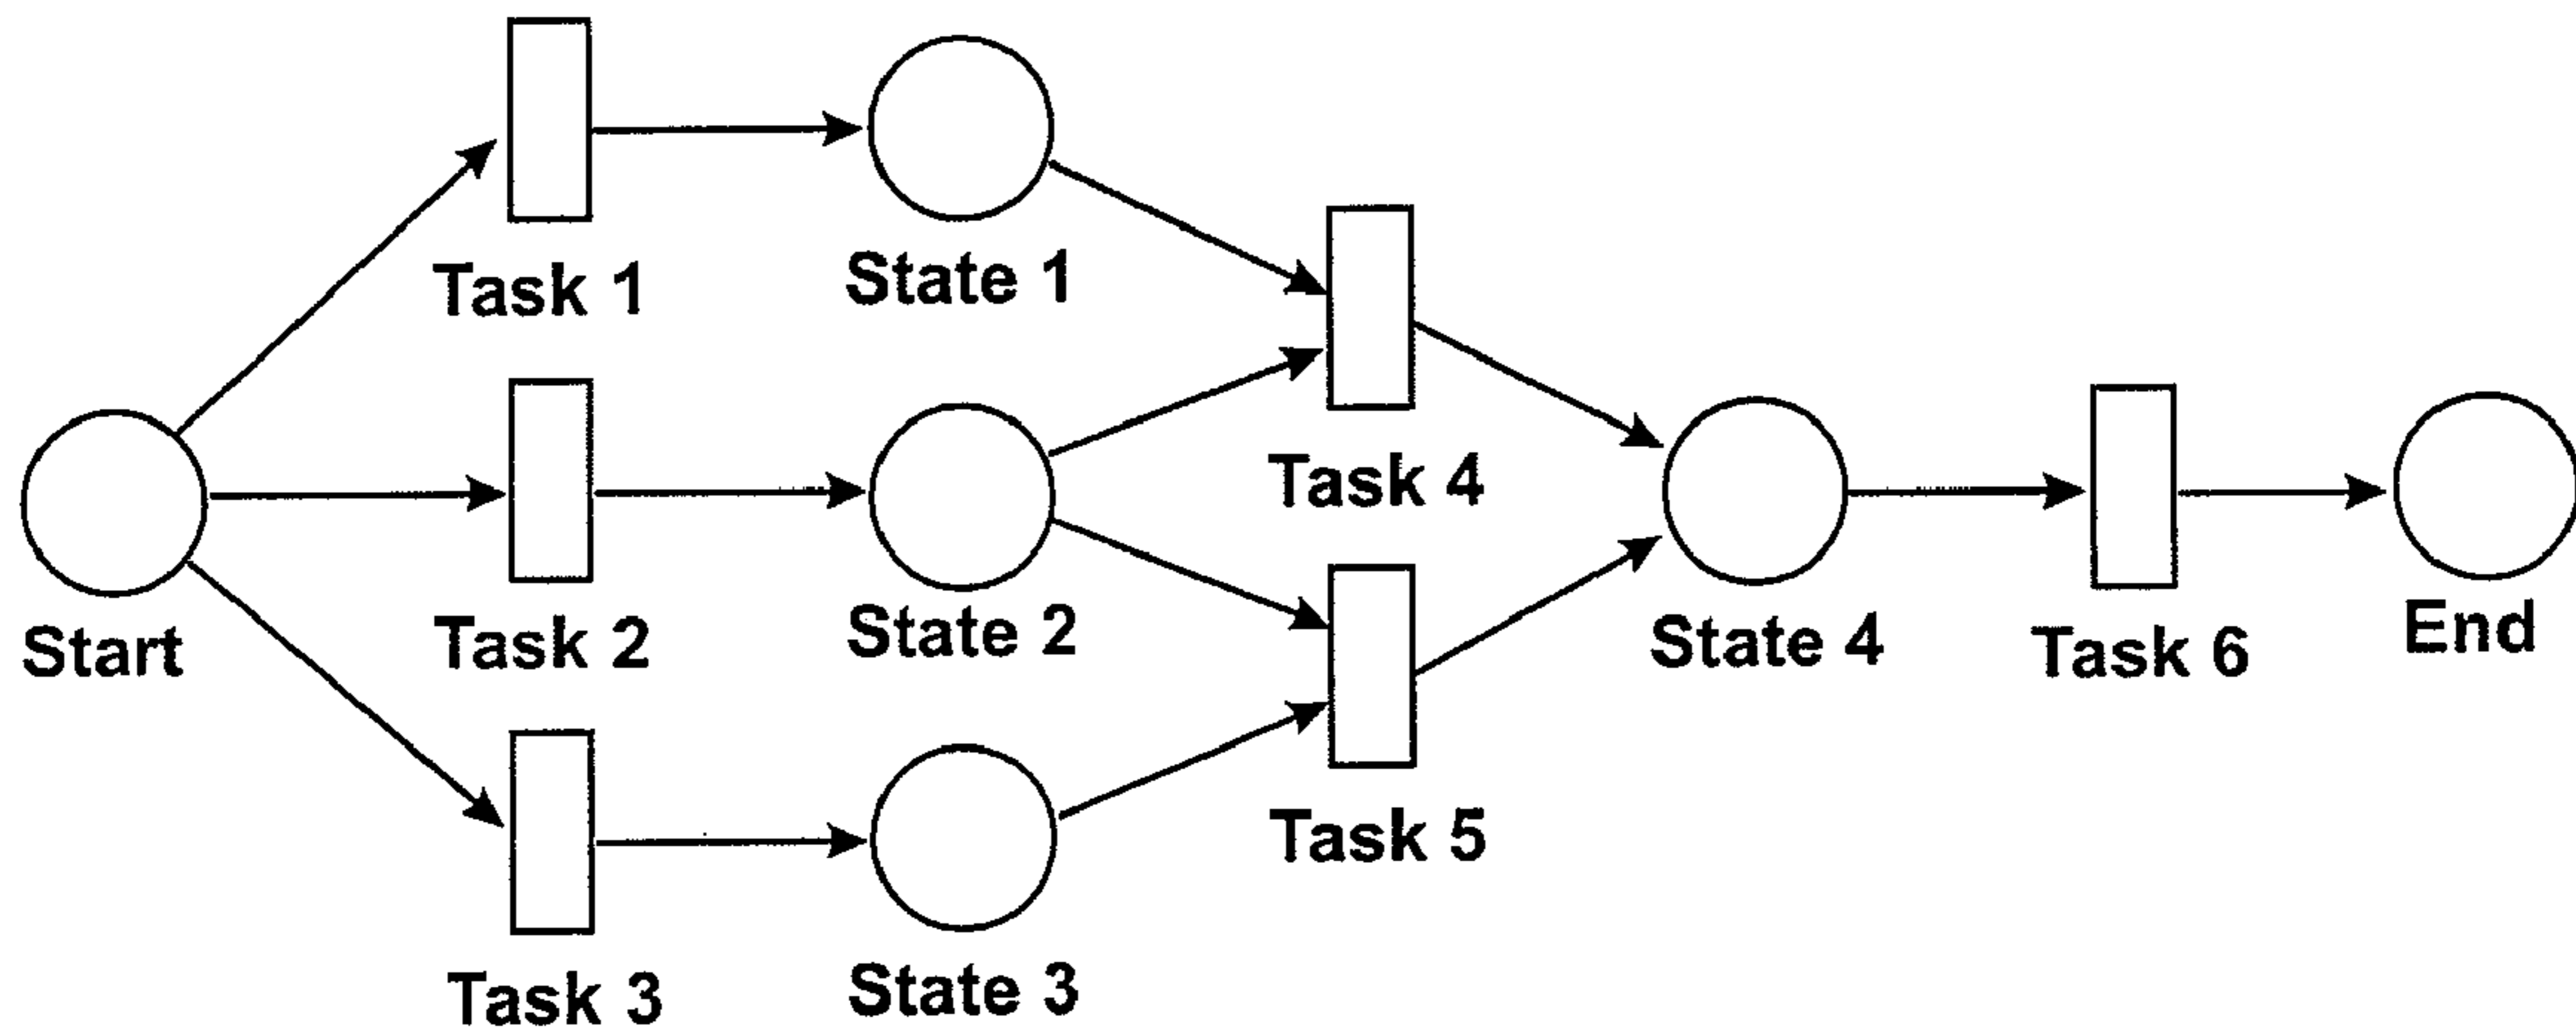 Task 1
State 1
Task 4
Start
Task 2
State 2
State 4
Task 6
End
Task 5
Task 3
State 3